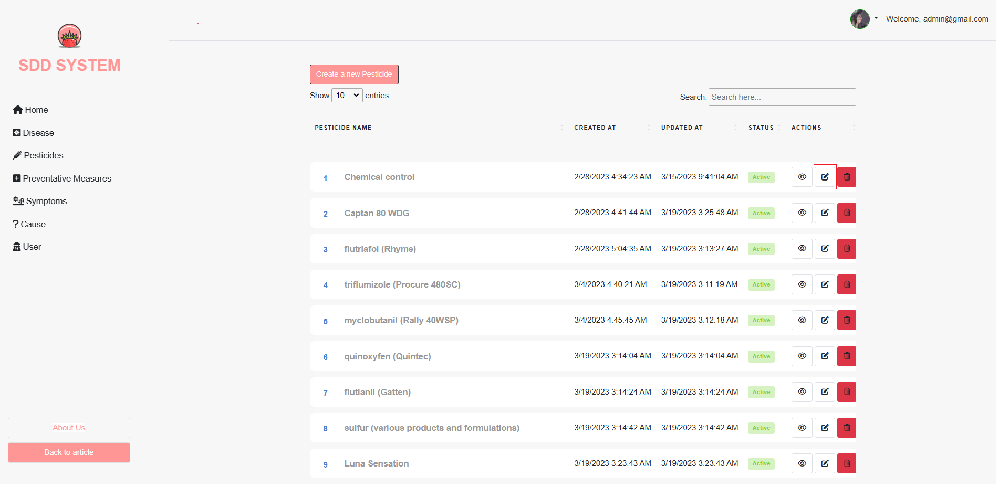 Welcome, admin@gmail.com
SDD SYSTEM
Home
Disease
Pesticides
Preventative Measures
Symptoms
Cause
User
About Us
Back to article
Create a new Pesticide
Show 10 entries
Search: Search here...
PESTICIDE NAME CREATED AT UPDATED AT STATUS ACTIONS
1 Chemical control 2/28/2023 4:34:23 AM 3/15/2023 9:41:04 AM Active
2 Captan 80 WDG 2/28/2023 4:41:44 AM 3/19/2023 3:25:48 AM Active
3 flutriafol (Rhyme) 2/28/2023 5:04:35 AM 3/19/2023 3:13:27 AM Active
4 triflumizole (Procure 480SC) 3/4/2023 4:40:21 AM 3/19/2023 3:11:19 AM Active
5 myclobutanil (Rally 40WSP) 3/4/2023 4:45:45 AM 3/19/2023 3:12:18 AM Active
6 quinoxyfen (Quintec) 3/19/2023 3:14:04 AM 3/19/2023 3:14:04 AM Active
7 flutianil (Gatten) 3/19/2023 3:14:24 AM 3/19/2023 3:14:24 AM Active
8 sulfur (various products and formulations) 3/19/2023 3:14:42 AM 3/19/2023 3:14:42 AM Active
9 Luna Sensation 3/19/2023 3:23:43 AM 3/19/2023 3:23:43 AM Active